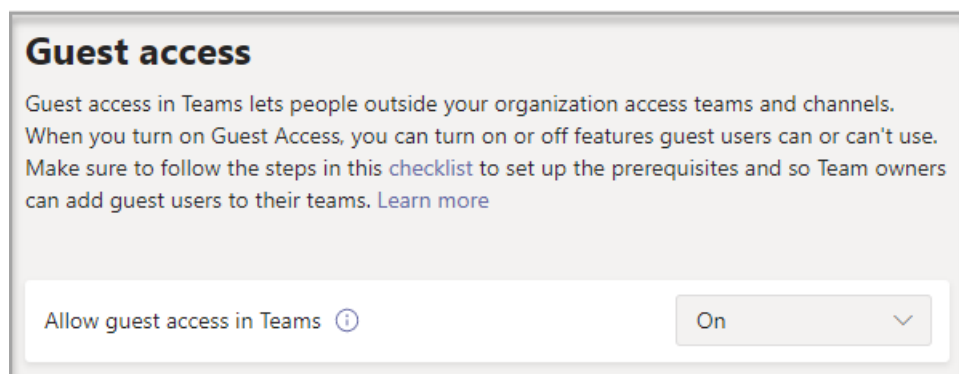 Guest access
Guest access in Teams lets people outside your organization access teams and channels.
When you turn on Guest Access, you can turn on or off features guest users can or can't use.
Make sure to follow the steps in this checklist to set up the prerequisites and so Team owners
can add guest users to their teams. Learn more
Allow guest access in Teams
On